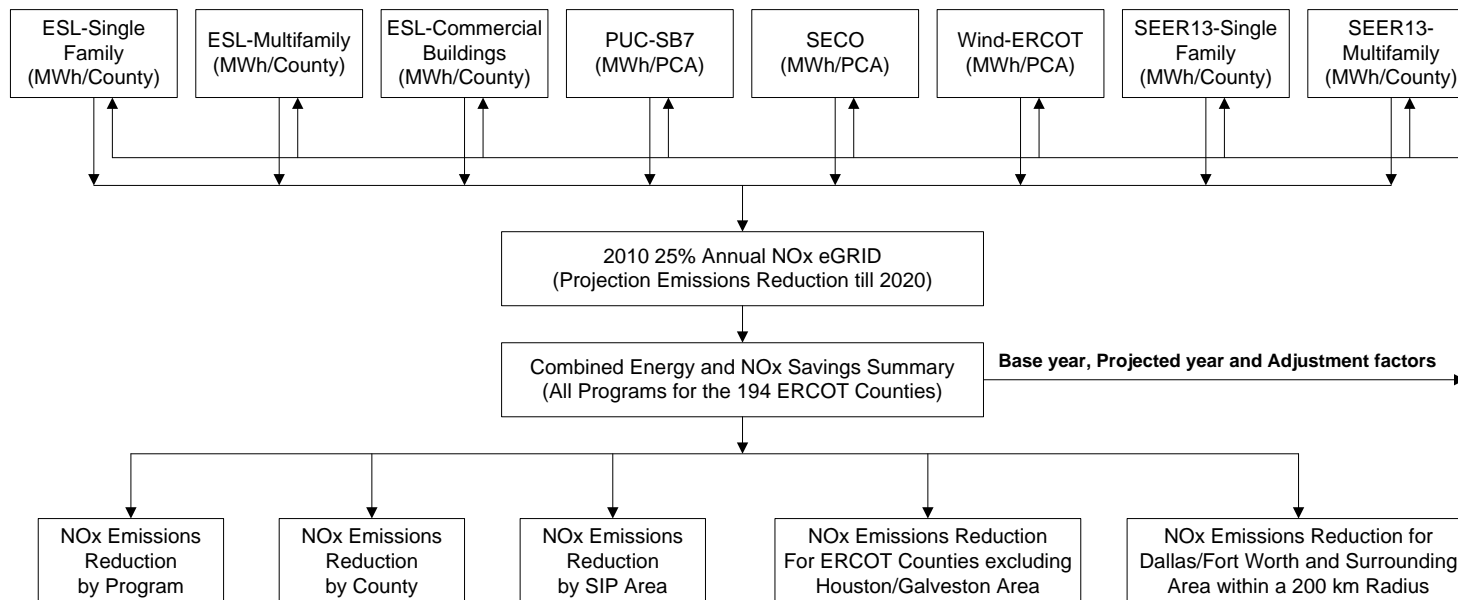 ESL-Single
Family
(MWh/County)
ESL-Multifamily
(MWh/County)
ESL-Commercial
Buildings
(MWh/County)
PUC-SB7
(MWh/PCA)
SECO
(MWh/PCA)
Wind-ERCOT
(MWh/PCA)
SEER13-Single
Family
(MWh/County)
SEER13-
Multifamily
(MWh/County)
2010 25% Annual NOx eGRID
(Projection Emissions Reduction till 2020)
Combined Energy and NOx Savings Summary
(All Programs for the 194 ERCOT Counties)
Base year, Projected year and Adjustment factors
NOx Emissions
Reduction
by Program
NOx Emissions
Reduction
by County
NOx Emissions
Reduction
by SIP Area
NOx Emissions Reduction
For ERCOT Counties excluding
Houston/Galveston Area
NOx Emissions Reduction for
Dallas/Fort Worth and Surrounding
Area within a 200 km Radius